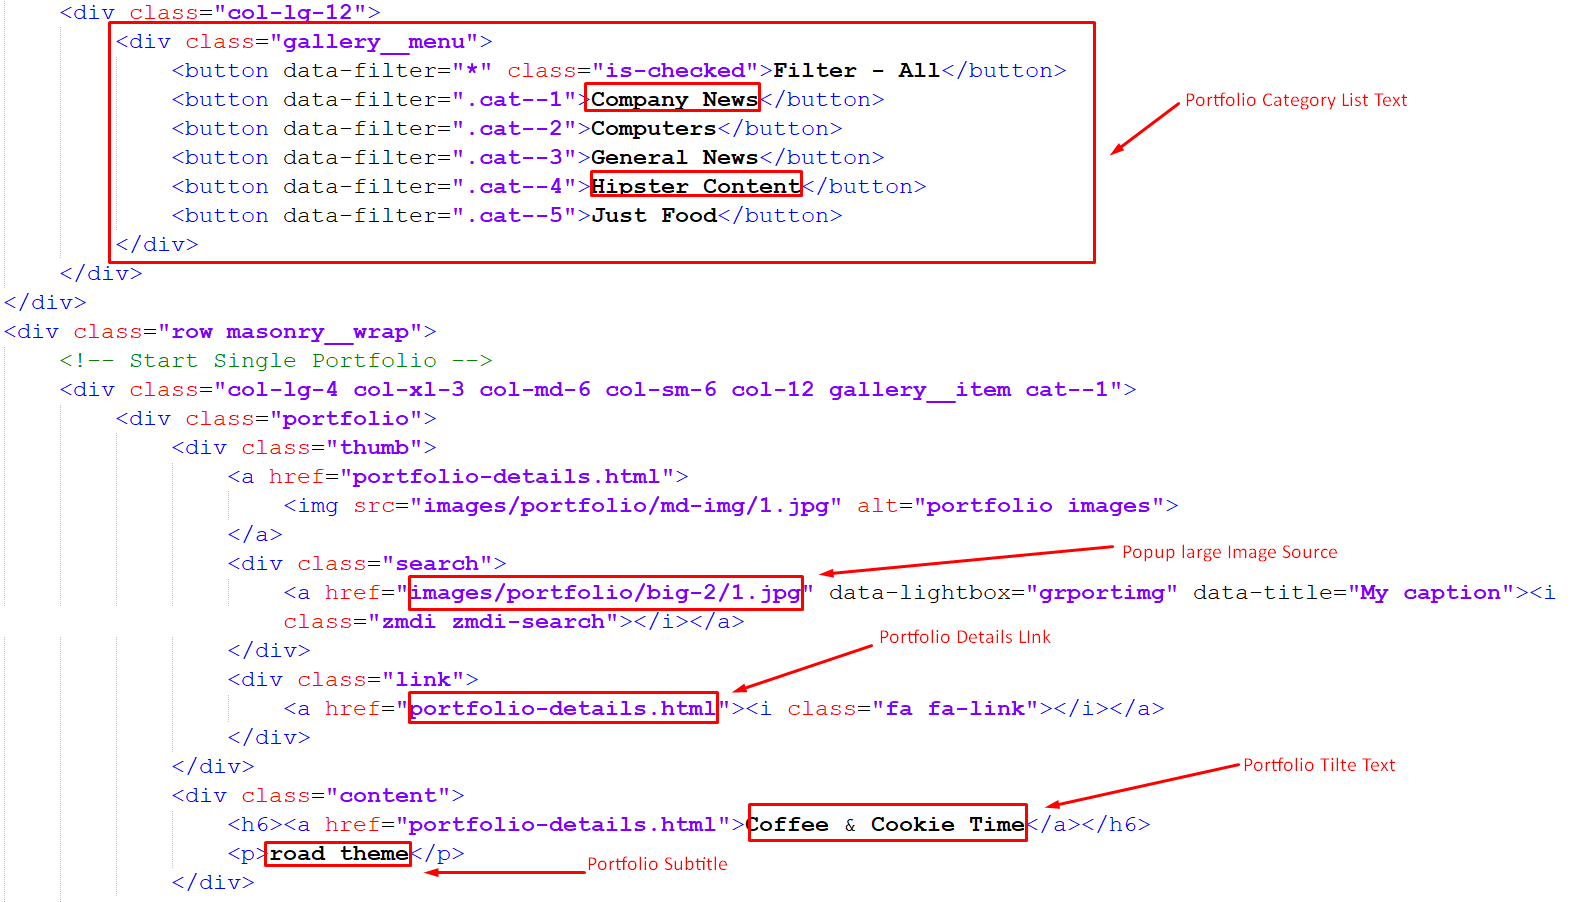 <div class="col-lg-12">
<div class="gallery__menu">
<button data-filter="*" class="is-checked">Filter - All</button>
<button data-filter=".cat--1">Company News</button>
Portfolio Category List Text
<button data-filter=".cat--2">Computers</button>
<button data-filter=".cat--3">General News</button>
<button data-filter=".cat--4">Hipster Content</button>
<button data-filter=".cat--5">Just Food</button>
</div>
</div>
</div>
<div class="row masonry__wrap">
<!-- Start Single Portfolio -->
<div class="col-lg-4 col-xl-3 col-md-6 col-sm-6 col-12 gallery__item cat--1">
<div class="portfolio">
<div class="thumb">
<a href="portfolio-details.html">
<img src="images/portfolio/md-img/1.jpg" alt="portfolio images">
</a>
Popup large Image Source
<div class="search">
<a href="images/portfolio/big-2/1.jpg" data-lightbox="grportimg" data-title="My caption"><i
class="zmdi zmdi-search"></i></a>
Portfolio Details LInk
</div>
<div class="link">
<a href="portfolio-details.html"><i class="fa fa-link"></i></a>
</div>
</div>
Portfolio Tilte Text
<div class="content">
<h6><a href="portfolio-details.html">Coffee & Cookie Time</a></h6>
<p>road theme</p>
Portfolio Subtitle
</div>